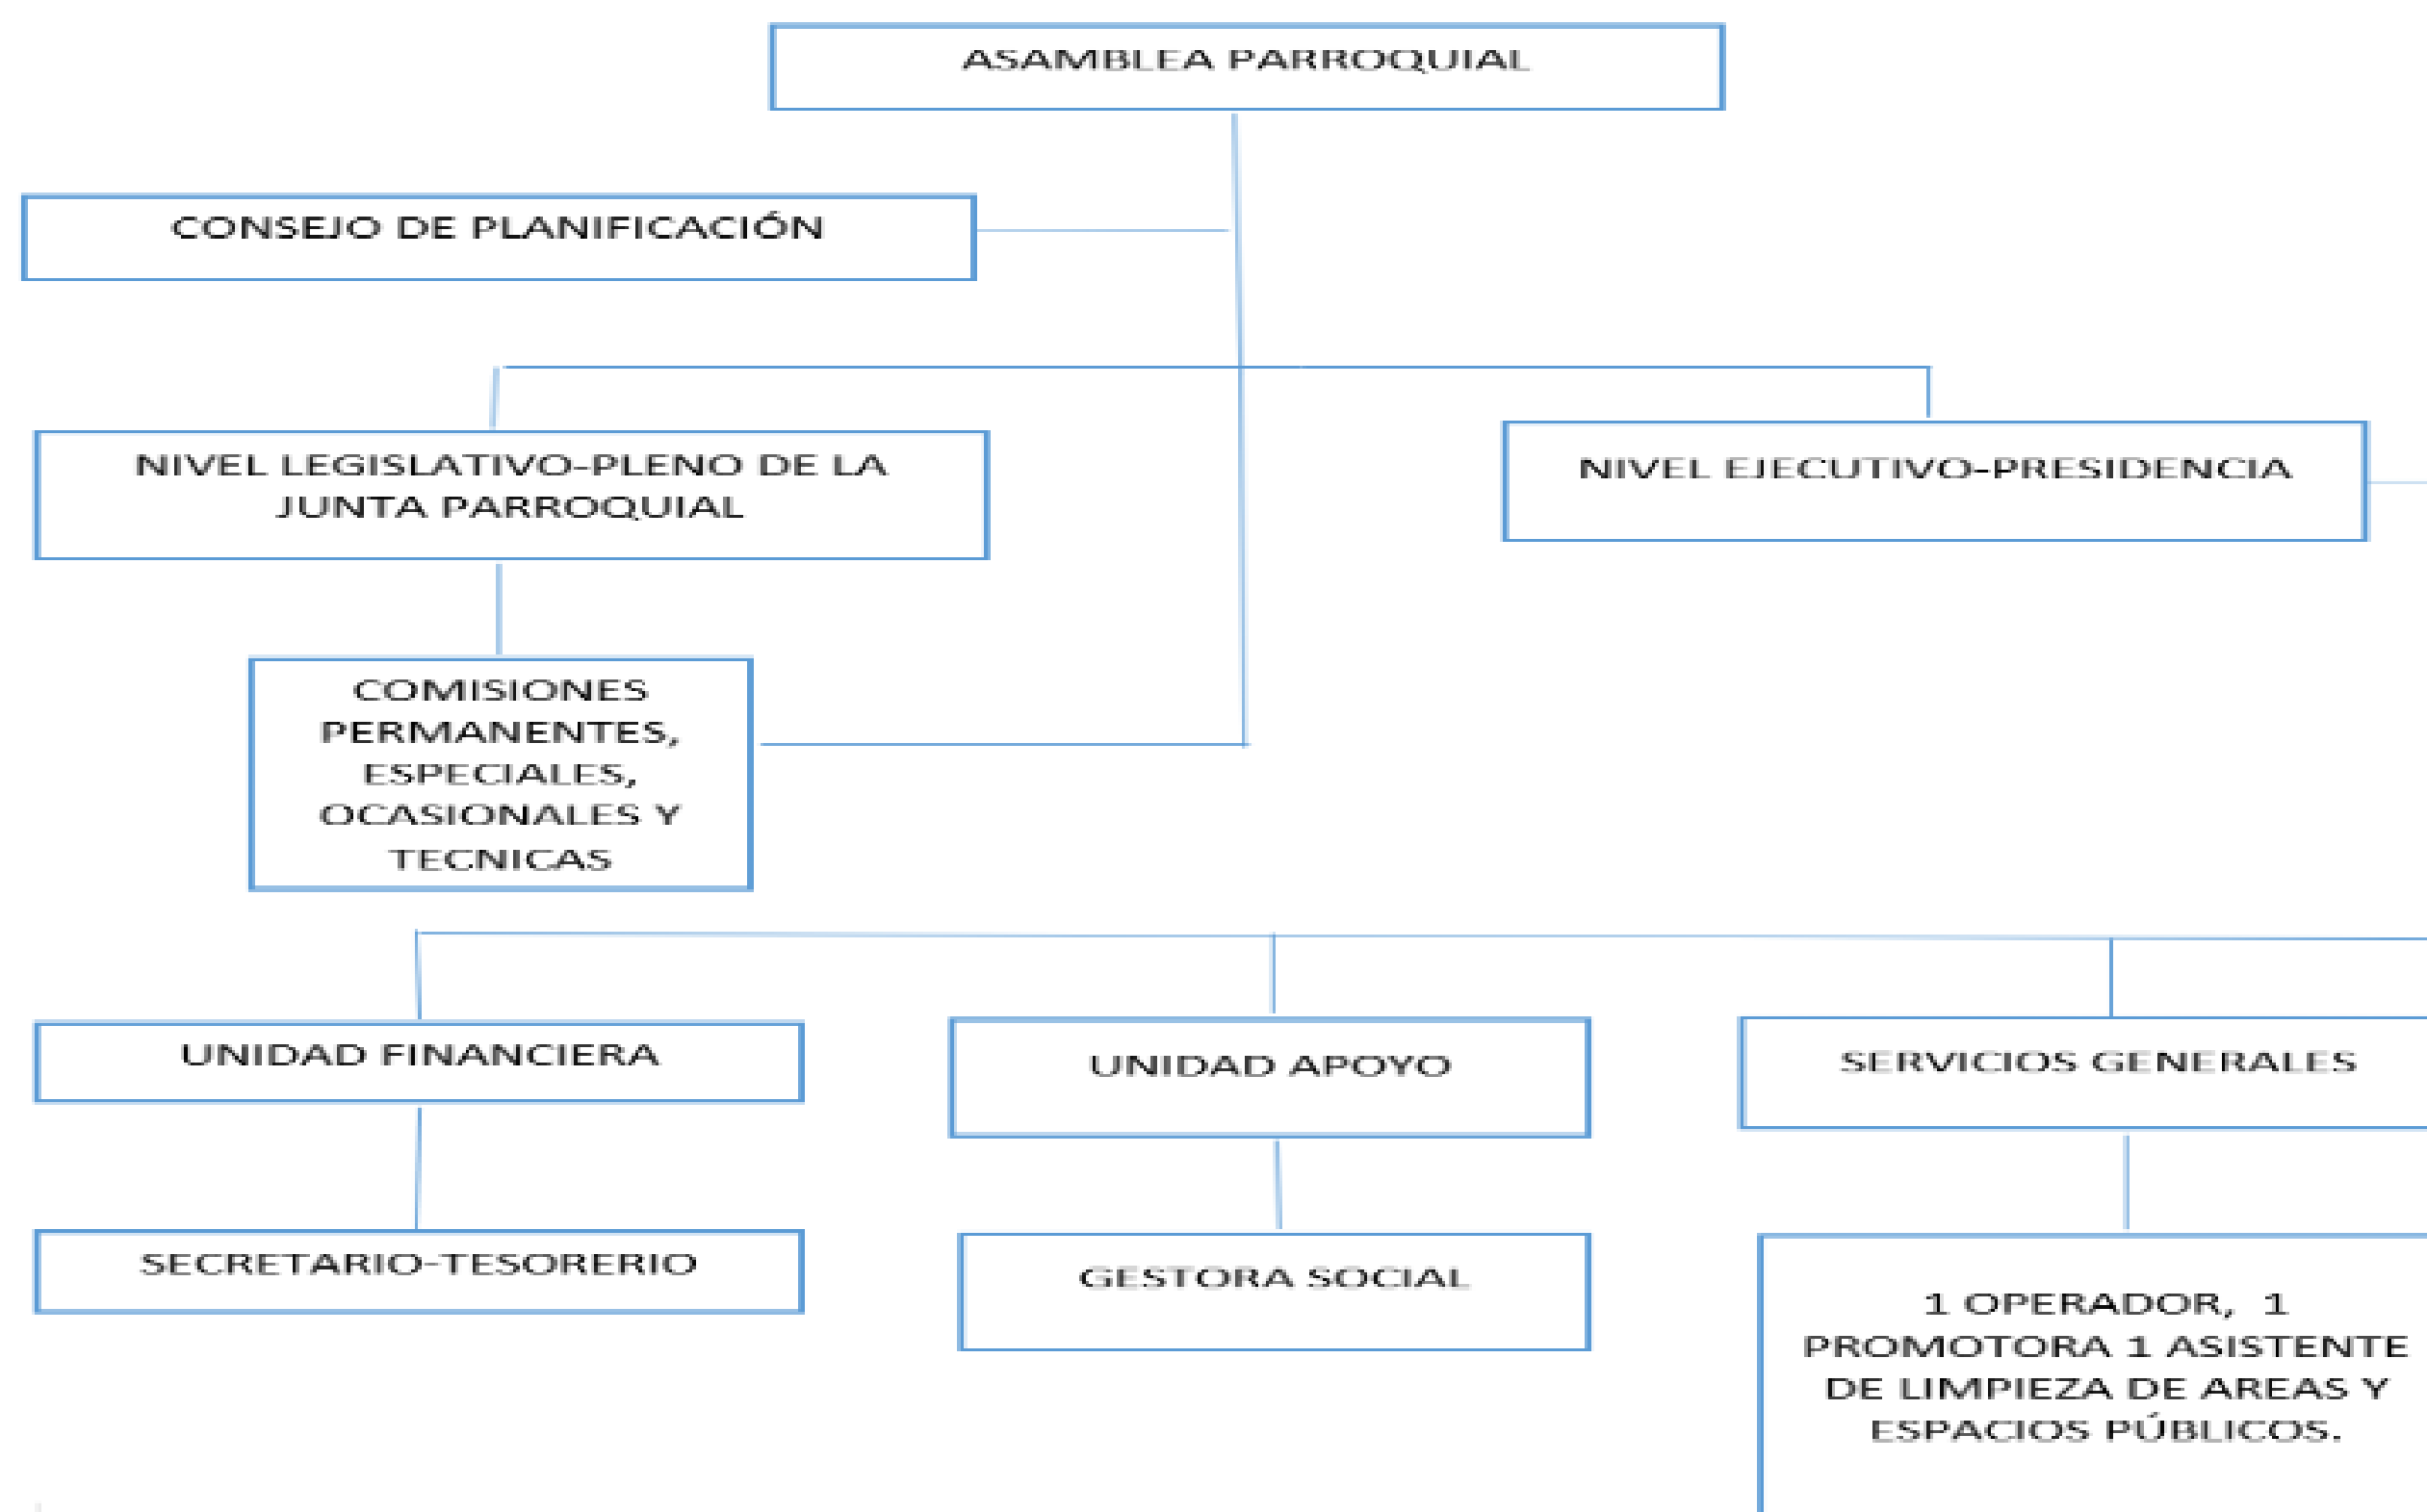 ASAMBLEA PARROQUIAL
CONSEJO DE PLANIFICACIÓN
NIVEL LEGISLATIVO-PLENO DE LA
JUNTA PARROQUIAL
NIVEL EJECUTIVO-PRESIDENCIA
COMISIONES
PERMANENTES,
ESPECIALES,
OCASIONALES Y
TECNICAS
UNIDAD FINANCIERA
UNIDAD APOYO
SERVICIOS GENERALES
SECRETARIO-TESORERIO
GESTORA SOCIAL
1 OPERADOR, 1
PROMOTORA 1 ASISTENTE
DE LIMPIEZA DE AREAS Y
ESPACIOS PÚBLICOS.